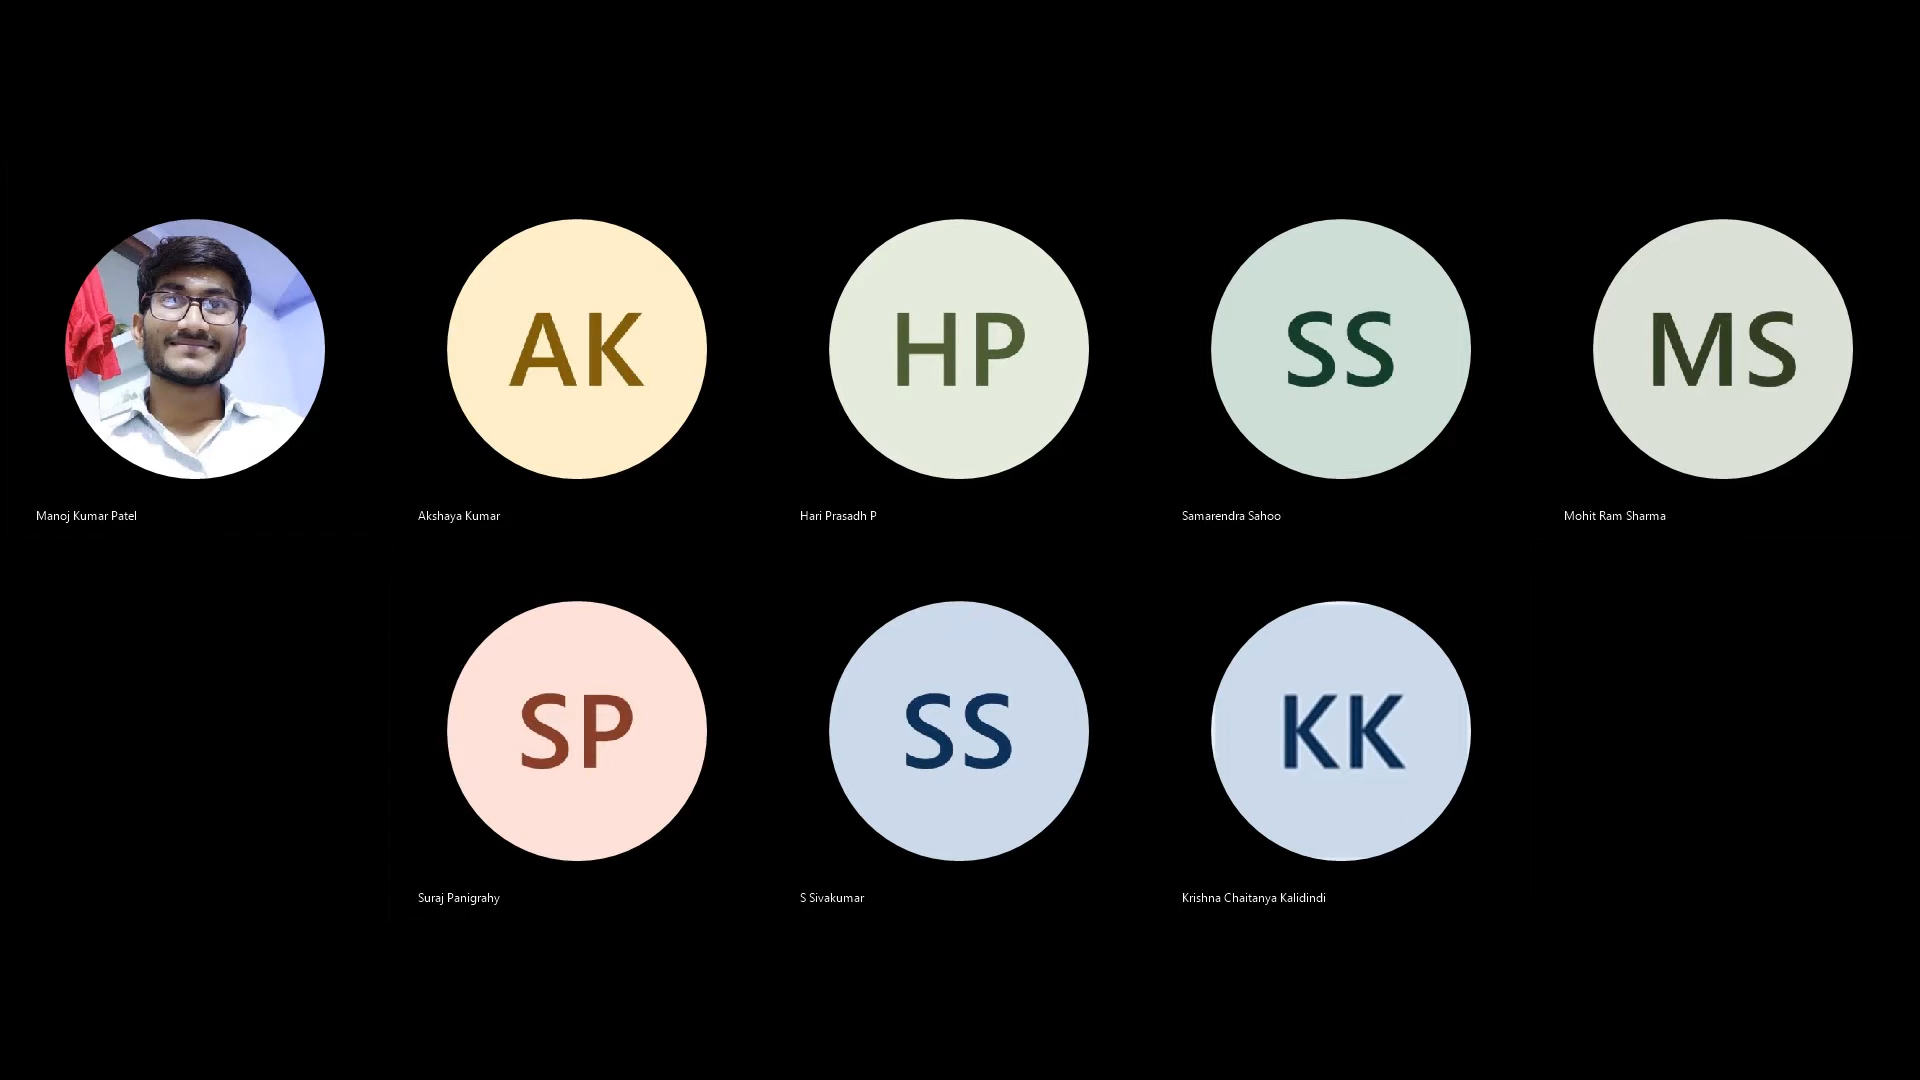 AK
HP
SS
MS
Manoj Kumar Patel
Akshaya Kumar
Hari Prasadh P
Samarendra Sahoo
Mohit Ram Sharma
SP
SS
KK
Suraj Panigrahy
S Sivakumar
Krishna Chaitanya Kalidindi